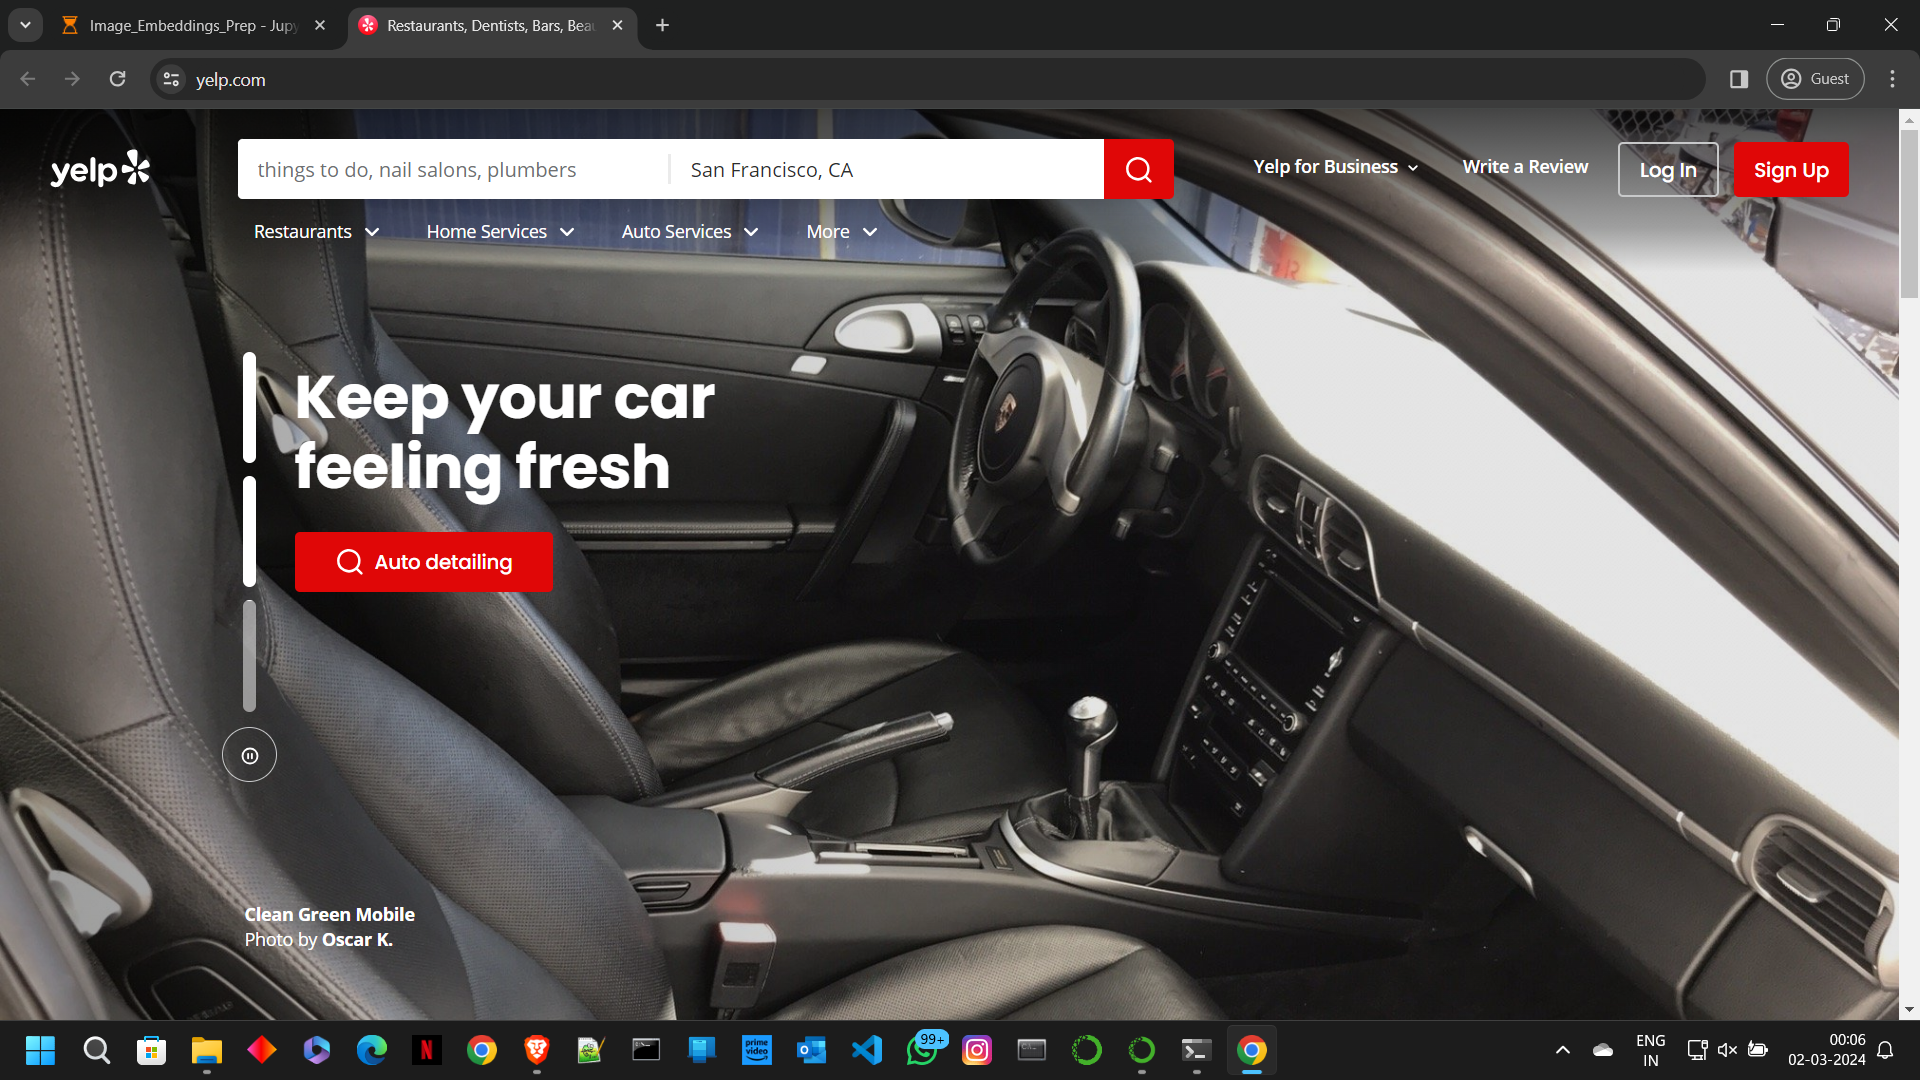 Image_Embeddings_Prep - Jupy
Restaurants, Dentists, Bars, Beau
yelp.com
Guest
yelp
things to do, nail salons, plumbers
San Francisco, CA
Yelp for Business
Write a Review
Log In
Sign Up
Restaurants
Home Services
Auto Services
More
Keep your car
feeling fresh
Auto detailing
Clean Green Mobile
Photo by Oscar K.
N
prime
video
99+
ENG
IN
00:06
02-03-2024